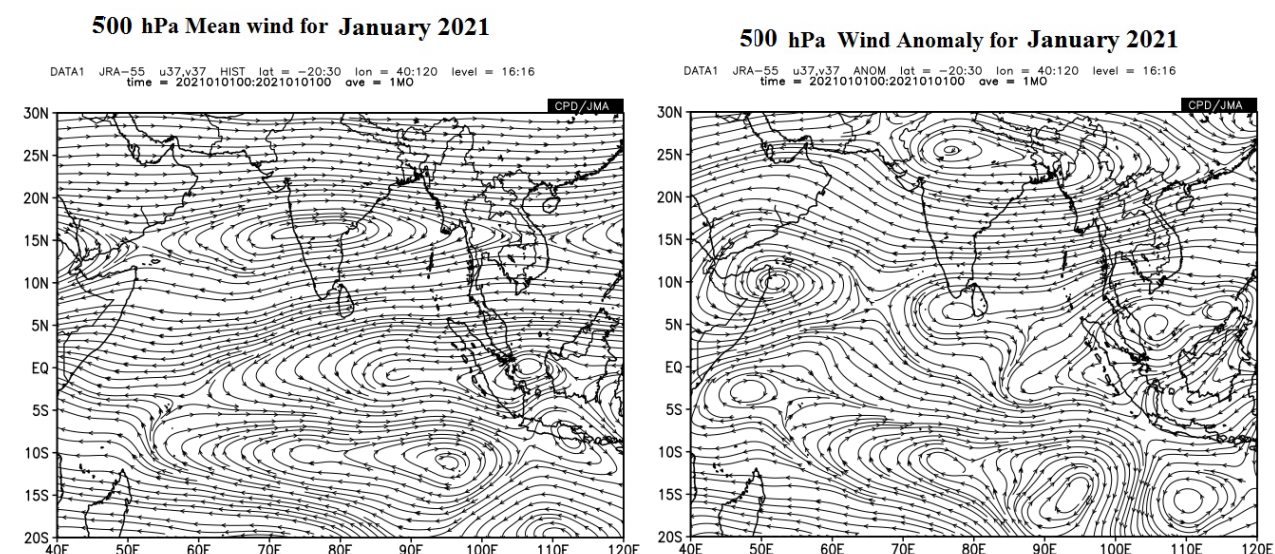 500 hPa Mean wind for January 2021
DATA1 JRA-55 u37,v37 HIST lat = -20:30 lon = 40:120 level = 16:16
time = 2021010100:2021010100 ave = 1MO
CPD/JMA
30N
25N
20N
15N
10N
5N
EQ
5S
10S
15S
20S
40E 50E 60E 70E 80E 90E 100E 110E 120E
500 hPa Wind Anomaly for January 2021
DATA1 JRA-55 u37,v37 ANOM lat = -20:30 lon = 40:120 level = 16:16
time = 2021010100:2021010100 ave = 1MO
CPD/JMA
30N
25N
20N
15N
10N
5N
EQ
5S
10S
15S
20S
40E 50E 60E 70E 80E 90E 100E 110E 120E